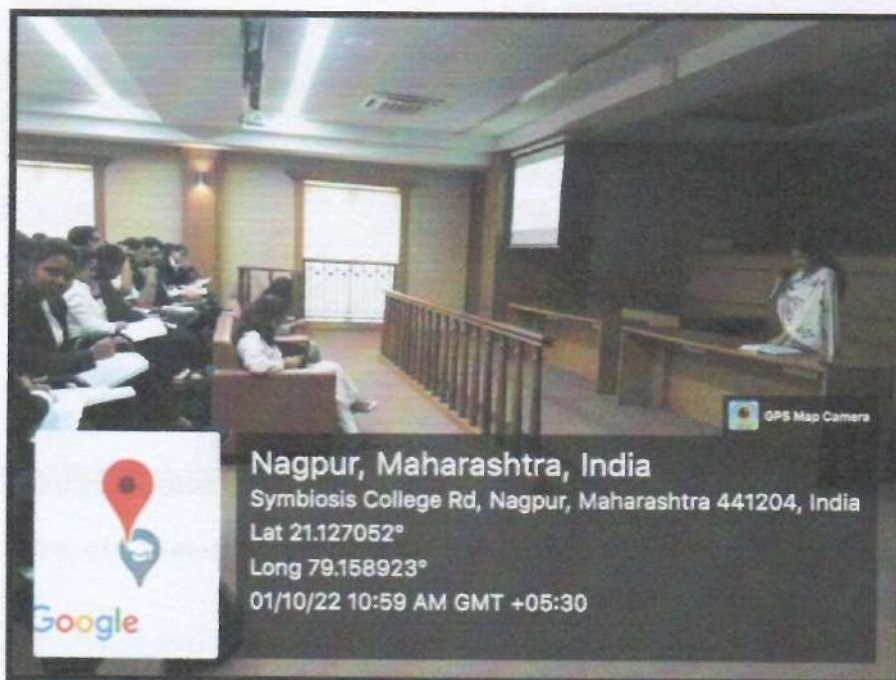 GPS Map Camera
Nagpur, Maharashtra, India
Symbiosis College Rd, Nagpur, Maharashtra 441204, India
Lat 21.127052°
Long 79.158923°
01/10/22 10:59 AM GMT +05:30
Google